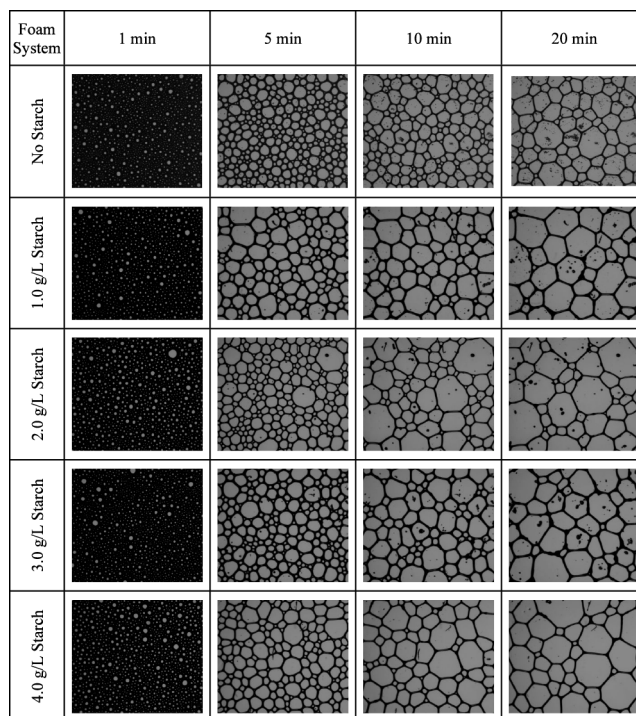 Foam
System
1 min
5 min
10 min
20 min
No Starch
1.0 g/L Starch
2.0 g/L Starch
3.0 g/L Starch
4.0 g/L Starch